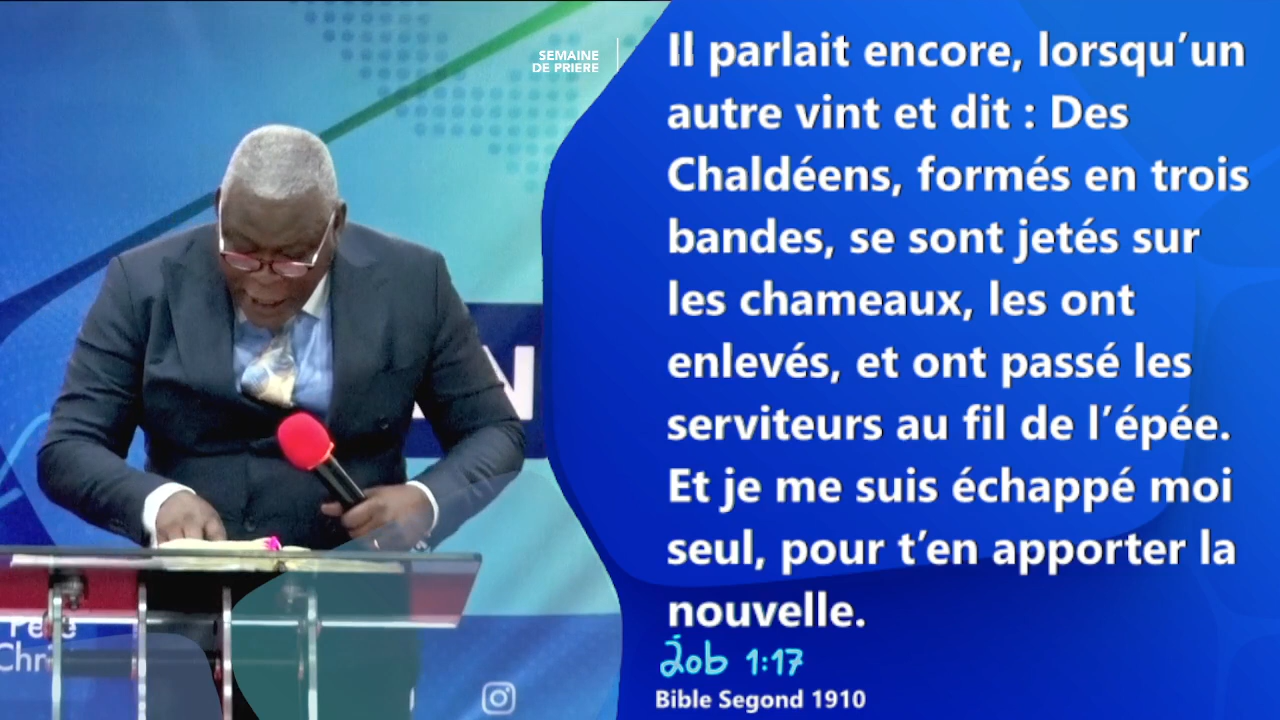 SEMAINE
DE PRIERE
Il parlait encore, lorsqu’un
autre vint et dit : Des
Chaldéens, formés en trois
bandes, se sont jetés sur
les chameaux, les ont
enlevés, et ont passé les
serviteurs au fil de l’épée.
Et je me suis échappé moi
seul, pour t’en apporter la
nouvelle.
Job 1:17
Bible Segond 1910
N